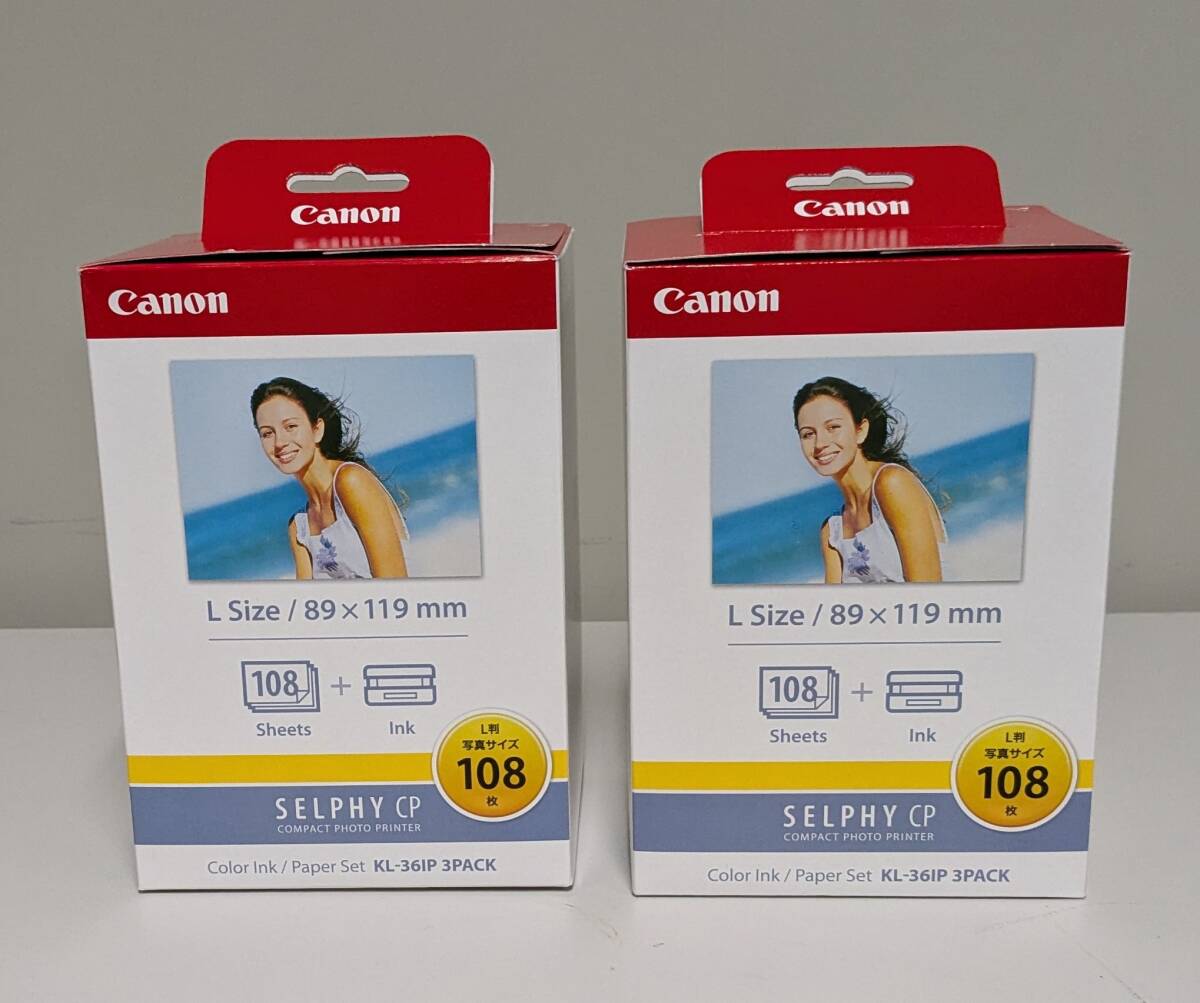 Canon
Canon
L Size / 89×119 mm
108 +
Sheets Ink
L判
写真サイズ
108
枚
SELPHY CP
COMPACT PHOTO PRINTER
Color Ink / Paper Set KL-36IP 3PACK
Canon
Canon
L Size / 89×119 mm
108 +
Sheets Ink
L判
写真サイズ
108
枚
SELPHY CP
COMPACT PHOTO PRINTER
Color Ink / Paper Set KL-36IP 3PACK